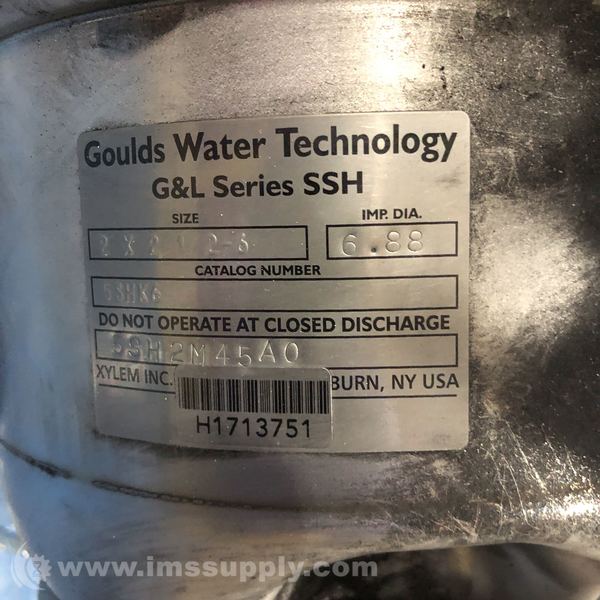 Goulds Water Technology
G&L Series SSH
SIZE IMP. DIA.
6.88
CATALOG NUMBER
DO NOT OPERATE AT CLOSED DISCHARGE
SSH2M45A0
XYLEM INC. BURN, NY USA
H1713751
www.imssupply.com